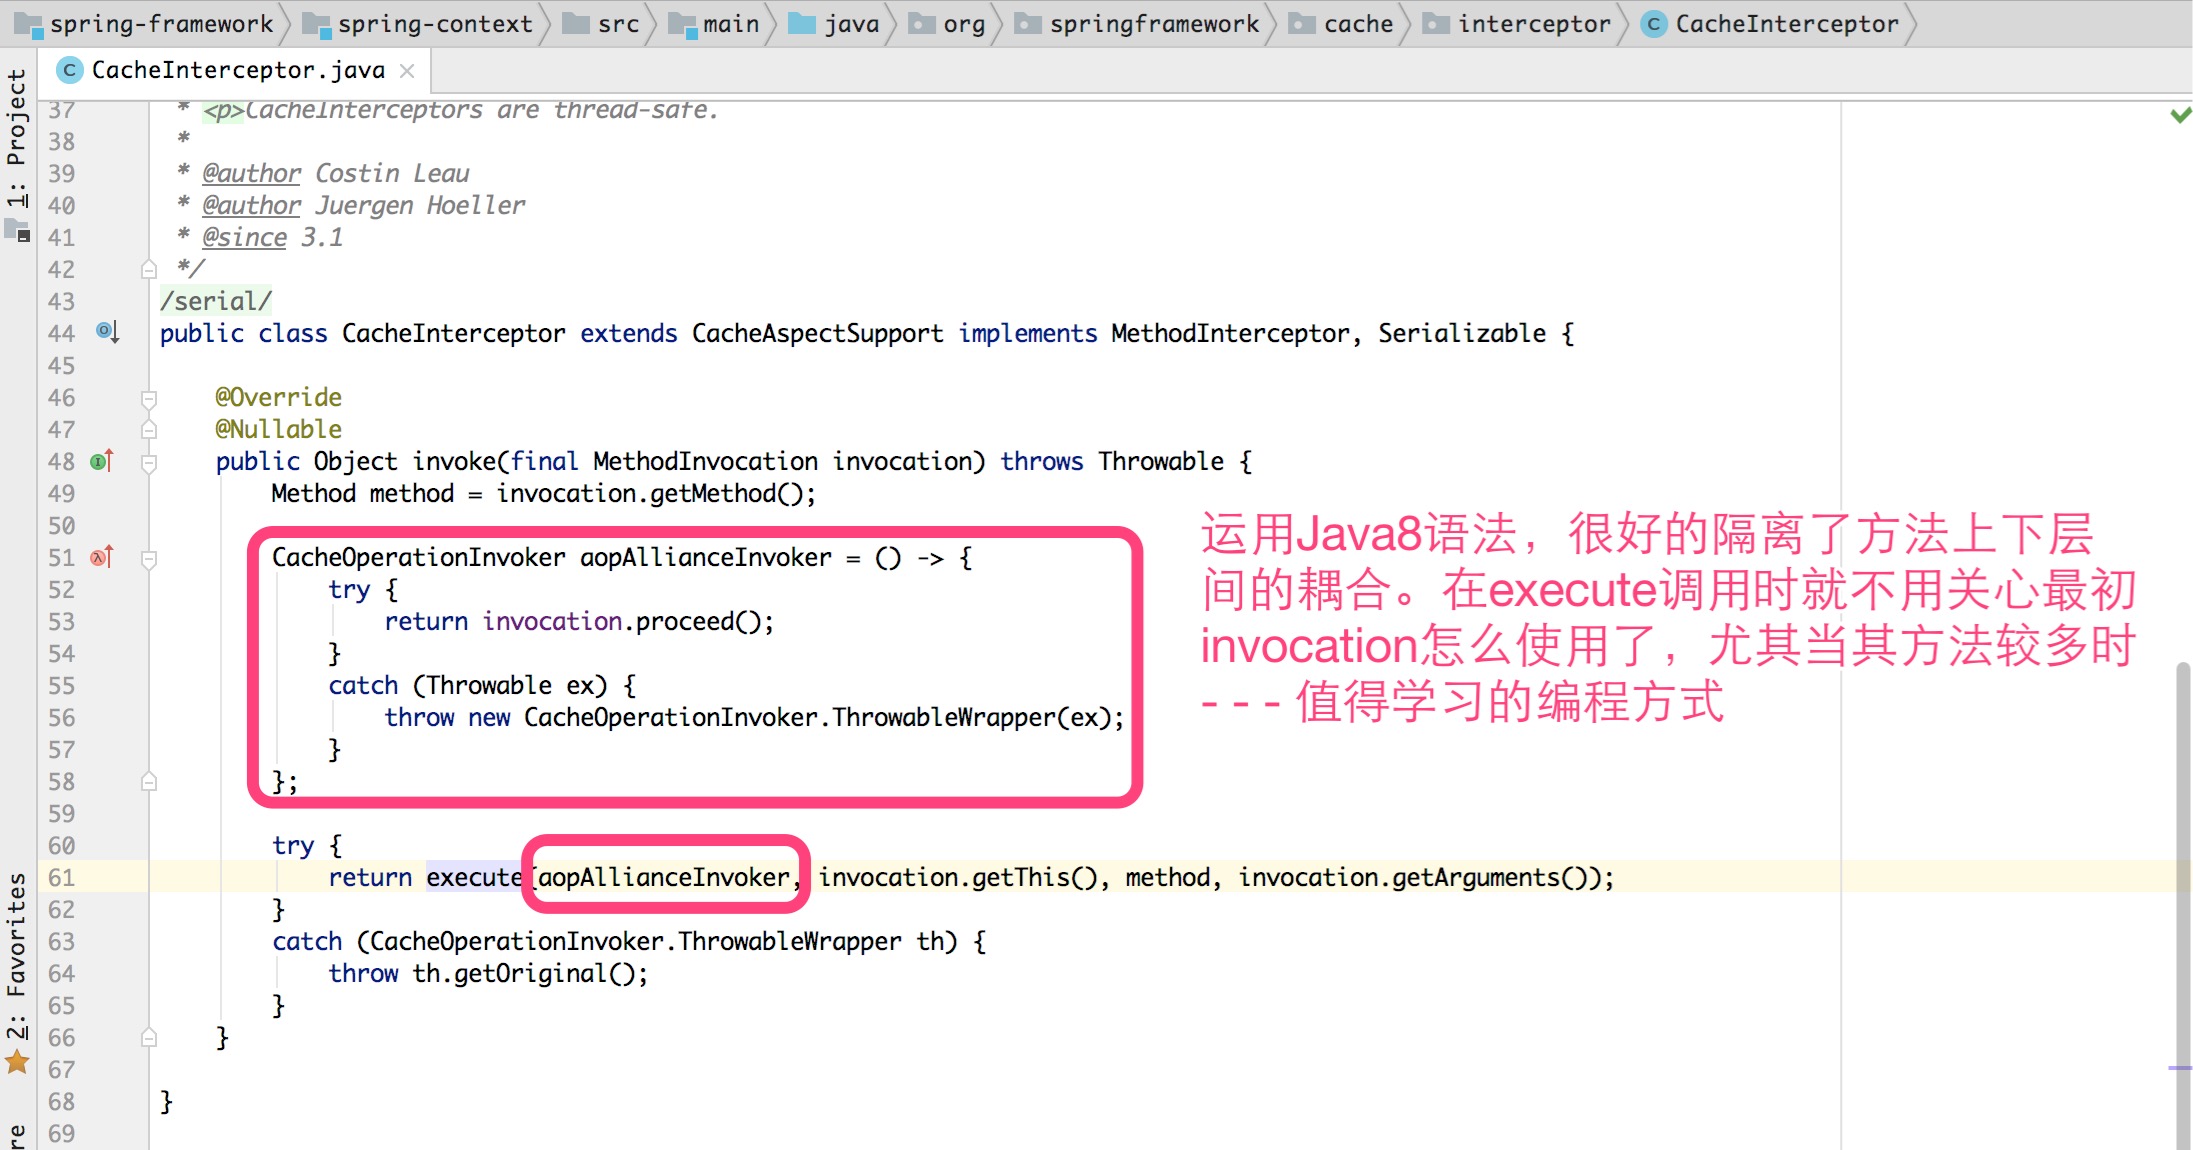 spring-framework spring-context src main java org springframework cache interceptor CacheInterceptor
CacheInterceptor.java
1: Project
2: Favorites
re
37 * <p>CacheInterceptors are thread-safe.
38 *
39 * @author Costin Leau
40 * @author Juergen Hoeller
41 * @since 3.1
42 */
43 /serial/
44 public class CacheInterceptor extends CacheAspectSupport implements MethodInterceptor, Serializable {
45
46 @Override
47 @Nullable
48 public Object invoke(final MethodInvocation invocation) throws Throwable {
49 Method method = invocation.getMethod();
50
51 CacheOperationInvoker aopAllianceInvoker = () -> {
52 try {
53 return invocation.proceed();
54 }
55 catch (Throwable ex) {
56 throw new CacheOperationInvoker.ThrowableWrapper(ex);
57 }
58 };
59
60 try {
61 return execute(aopAllianceInvoker, invocation.getThis(), method, invocation.getArguments());
62 }
63 catch (CacheOperationInvoker.ThrowableWrapper th) {
64 throw th.getOriginal();
65 }
66 }
67
68 }
69
运用Java8语法，很好的隔离了方法上下层
间的耦合。在execute调用时就不用关心最初
invocation怎么使用了，尤其当其方法较多时
- - - 值得学习的编程方式